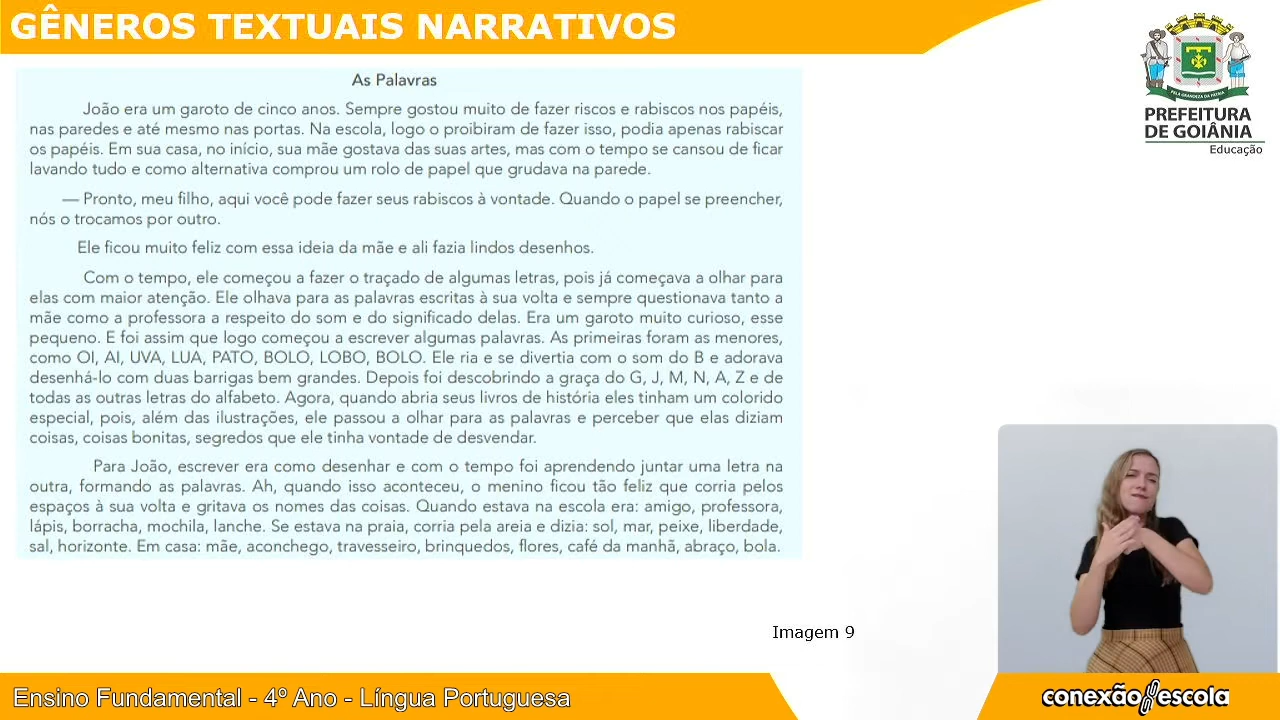 GÊNEROS TEXTUAIS NARRATIVOS
As Palavras
João era um garoto de cinco anos. Sempre gostou muito de fazer riscos e rabiscos nos papéis,
nas paredes e até mesmo nas portas. Na escola, logo o proibiram de fazer isso, podia apenas rabiscar
os papéis. Em sua casa, no início, sua mãe gostava das suas artes, mas com o tempo se cansou de ficar
lavando tudo e como alternativa comprou um rolo de papel que grudava na parede.
— Pronto, meu filho, aqui você pode fazer seus rabiscos à vontade. Quando o papel se preencher,
nós o trocamos por outro.
Ele ficou muito feliz com essa ideia da mãe e ali fazia lindos desenhos.
Com o tempo, ele começou a fazer o traçado de algumas letras, pois já começava a olhar para
elas com maior atenção. Ele olhava para as palavras escritas à sua volta e sempre questionava tanto a
mãe como a professora a respeito do som e do significado delas. Era um garoto muito curioso, esse
pequeno. E foi assim que logo começou a escrever algumas palavras. As primeiras foram as menores,
como OI, AI, UVA, LUA, PATO, BOLO, LOBO, BOLO. Ele ria e se divertia com o som do B e adorava
desenhá-lo com duas barrigas bem grandes. Depois foi descobrindo a graça do G, J, M, N, A, Z e de
todas as outras letras do alfabeto. Agora, quando abria seus livros de história eles tinham um colorido
especial, pois, além das ilustrações, ele passou a olhar para as palavras e perceber que elas diziam
coisas, coisas bonitas, segredos que ele tinha vontade de desvendar.
Para João, escrever era como desenhar e com o tempo foi aprendendo juntar uma letra na
outra, formando as palavras. Ah, quando isso aconteceu, o menino ficou tão feliz que corria pelos
espaços à sua volta e gritava os nomes das coisas. Quando estava na escola era: amigo, professora,
lápis, borracha, mochila, lanche. Se estava na praia, corria pela areia e dizia: sol, mar, peixe, liberdade,
sal, horizonte. Em casa: mãe, aconchego, travesseiro, brinquedos, flores, café da manhã, abraço, bola.
Imagem 9
PELA GRANDEZA DA PATRIA
PREFEITURA
DE GOIÂNIA
Educação
Ensino Fundamental - 4º Ano - Língua Portuguesa
conexão escola